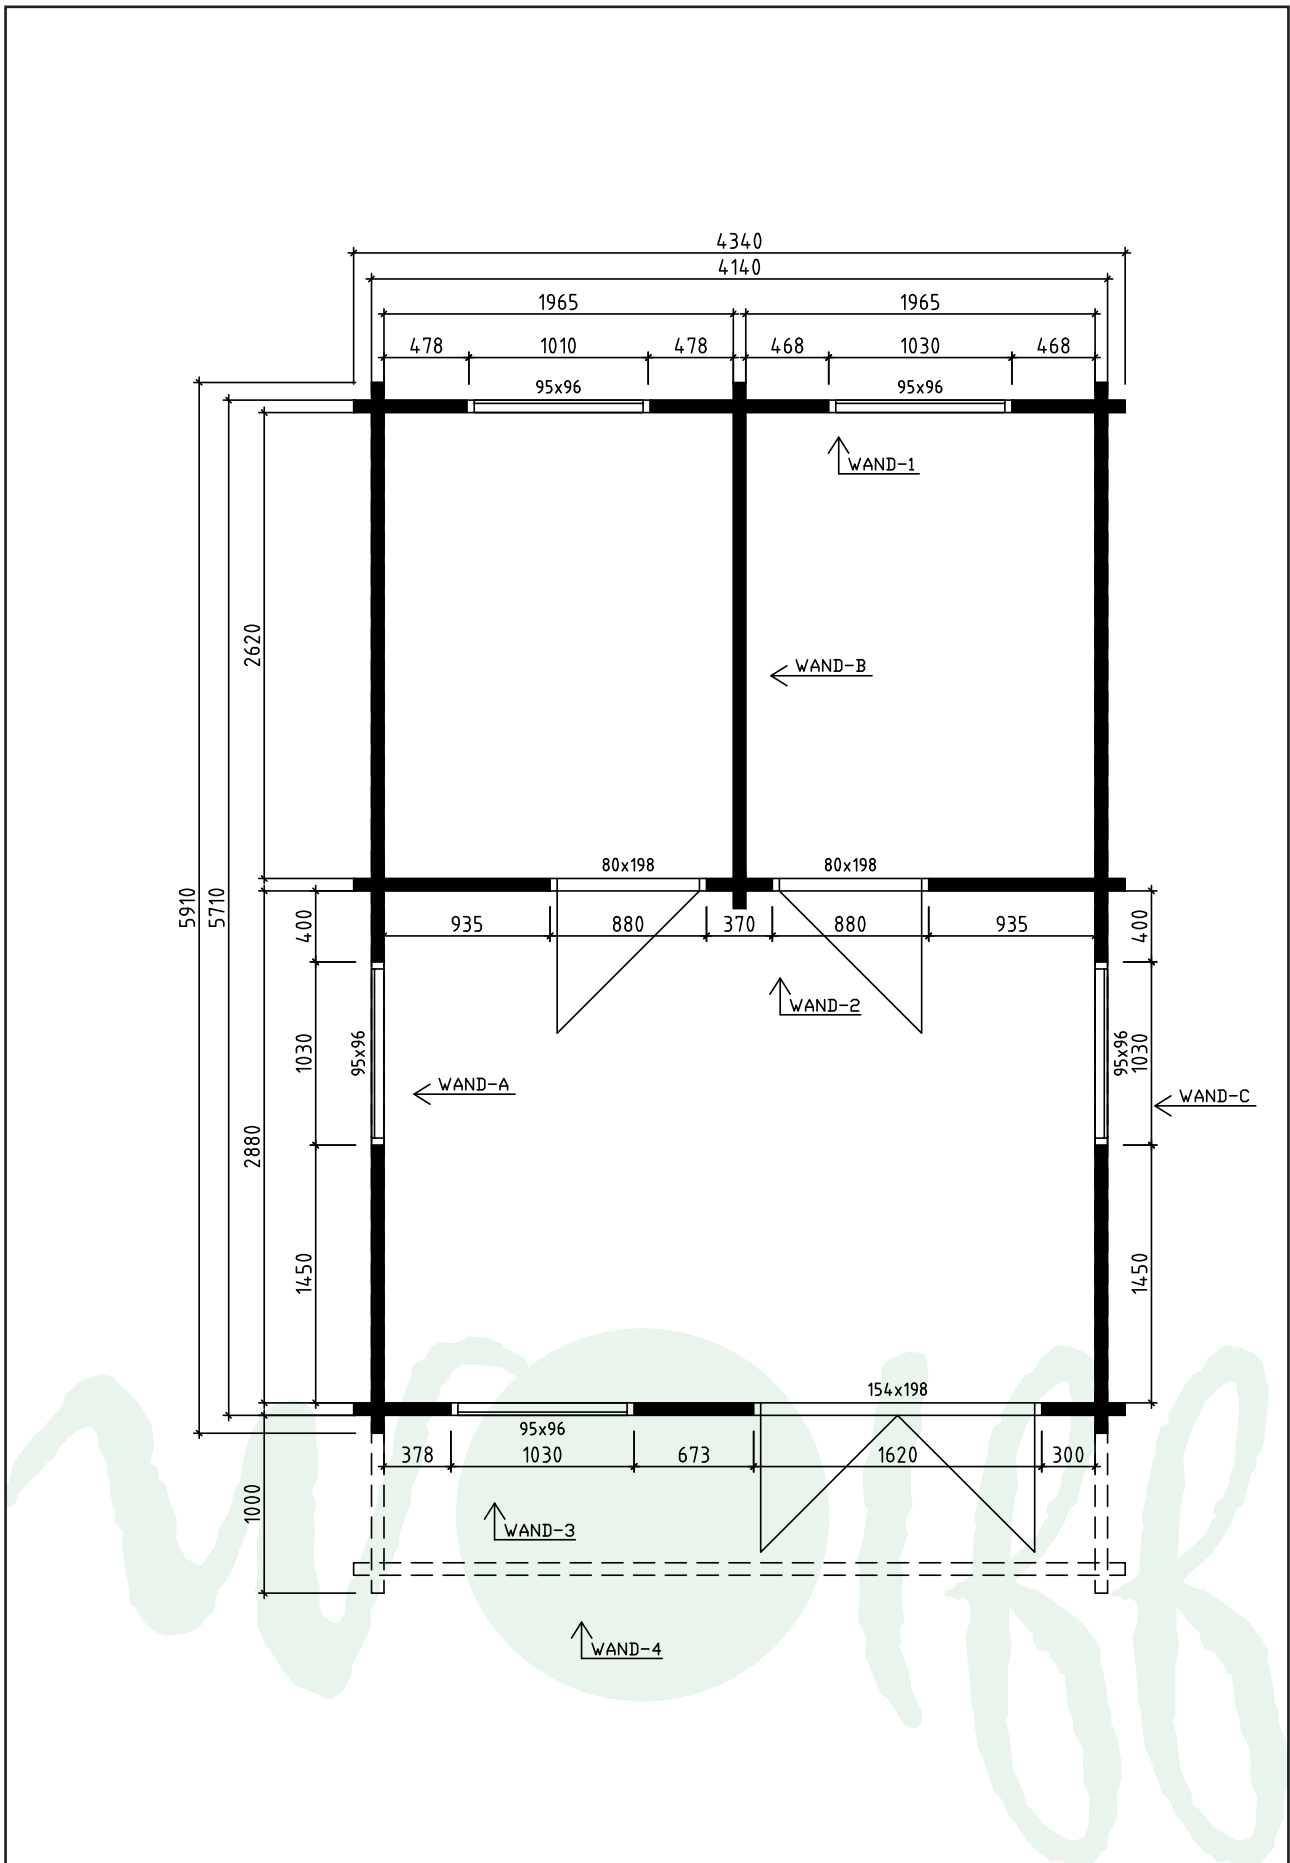 4340
4140
1965 1965
478 1010 478 468 1030 468
95x96 95x96
WAND-1
2620
WAND-B
80x198 80x198
5910
5710
400 935 880 370 880 935 400
WAND-2
1030 95x96 95x96 1030
WAND-A
WAND-C
2880
1450 1450
154x198
95x96
378 1030 673 1620 300
1000
WAND-3
WAND-4
wolff